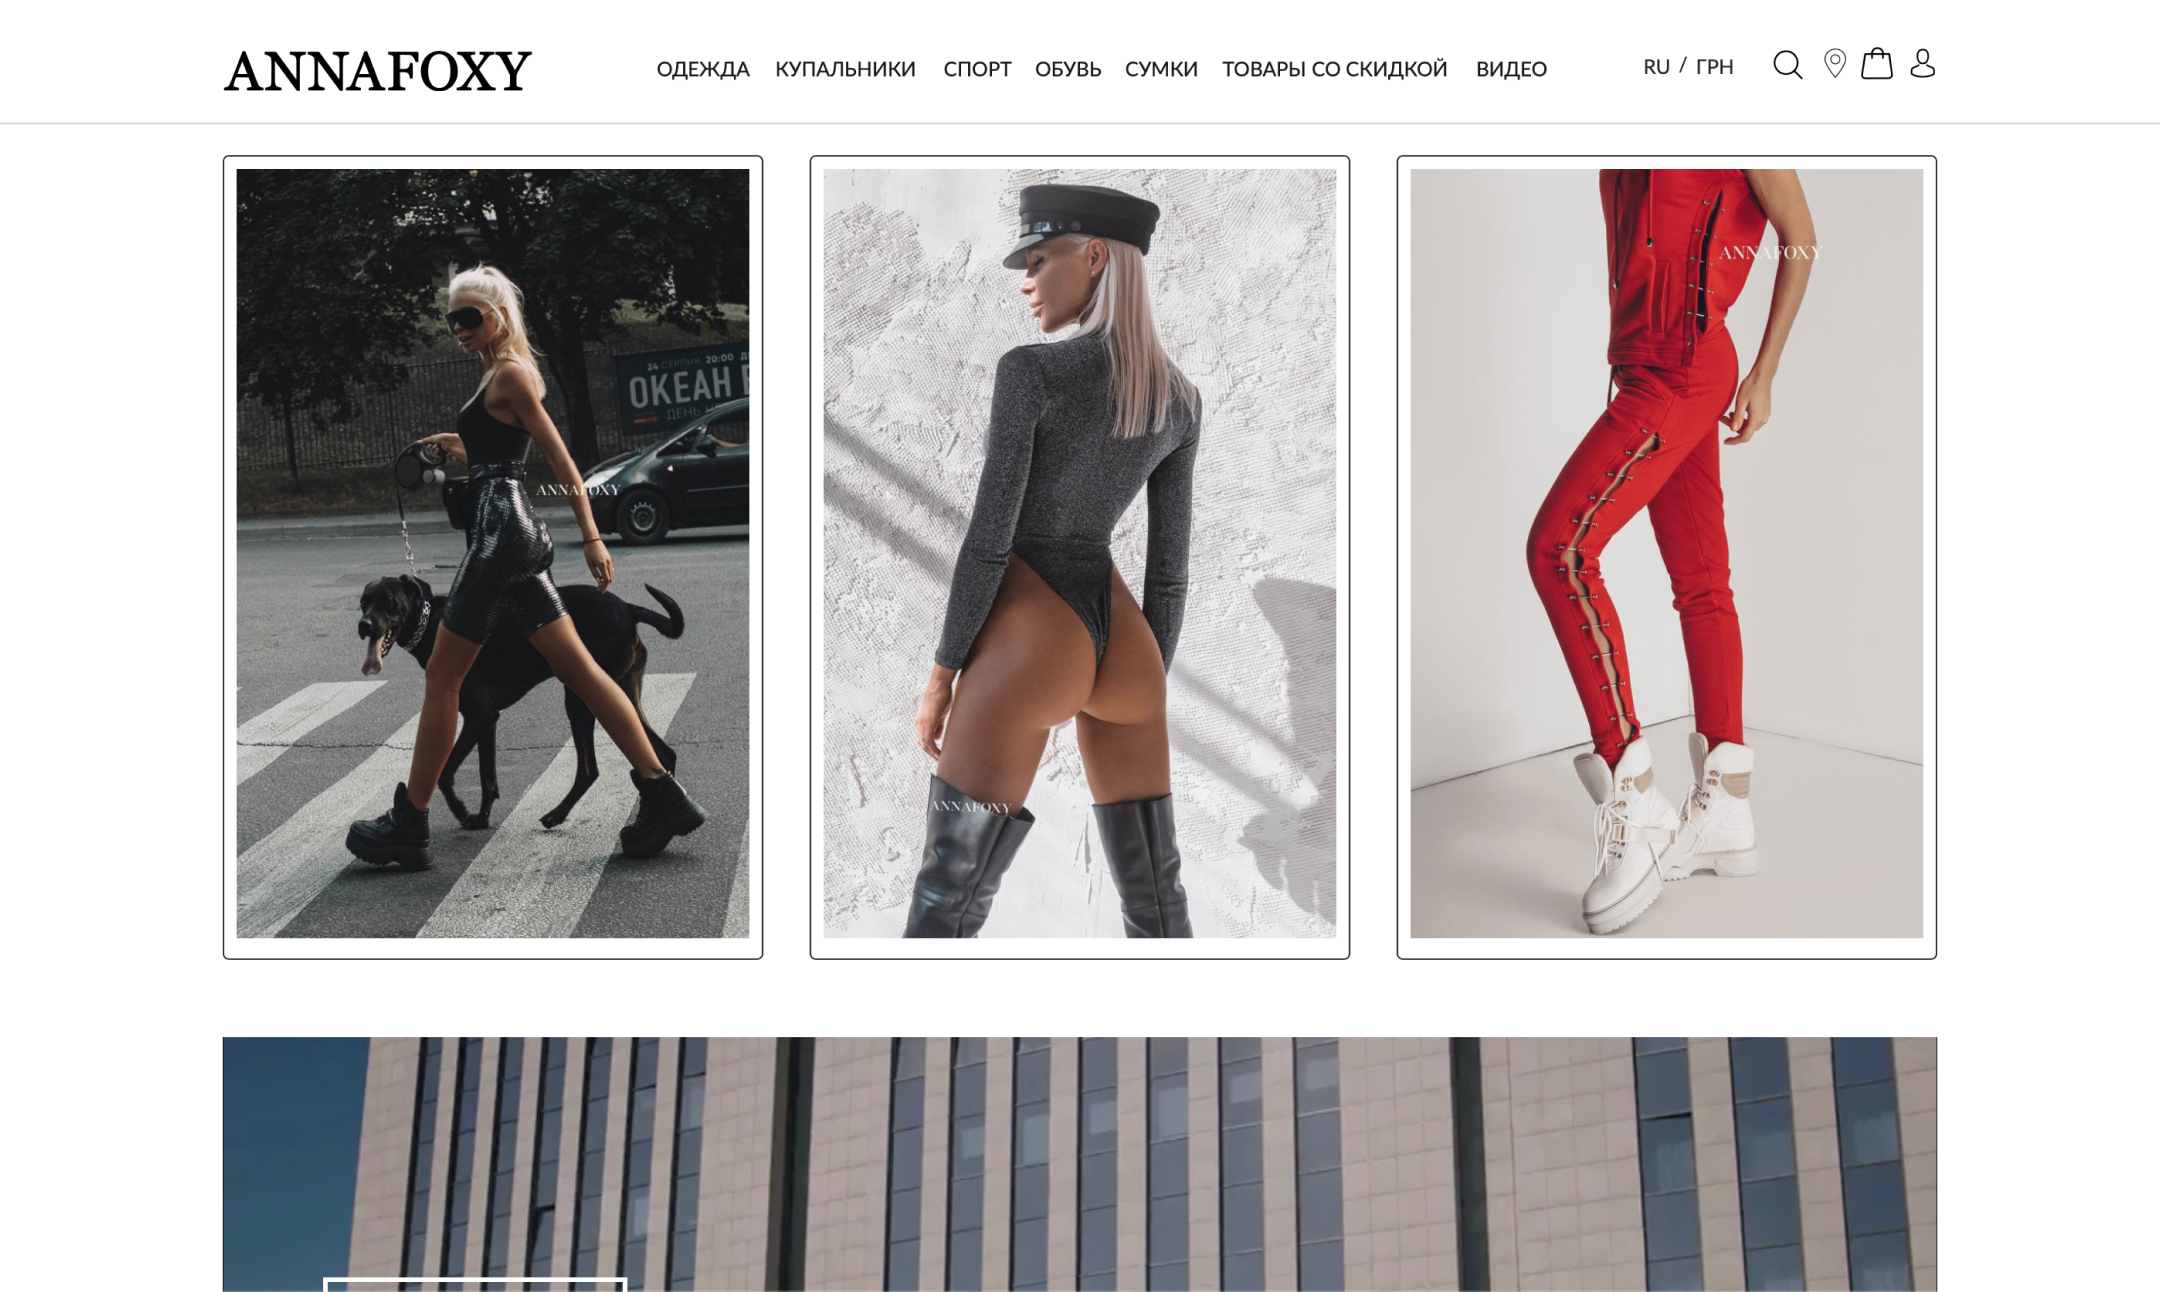 ANNAFOXY
ОДЕЖДА КУПАЛЬНИКИ СПОРТ ОБУВЬ СУМКИ ТОВАРЫ СО СКИДКОЙ ВИДЕО
RU / ГРН
24 СЕРПНЯ, 20:00
ОКЕАН
ДЕНЬ
ANNAFOXY
ANNAFOXY
ANNAFOXY